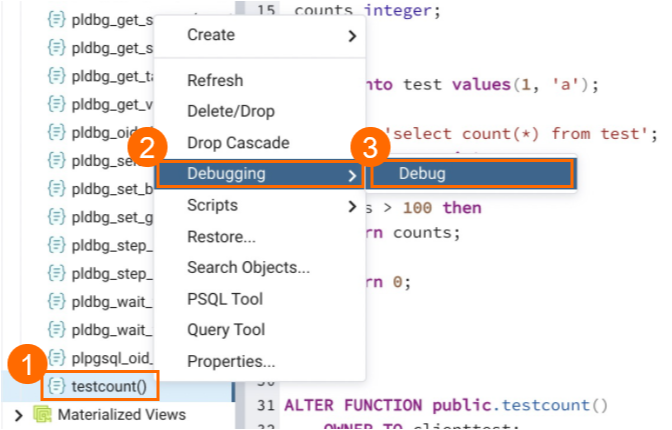 pldbg_get_s
pldbg_get_s
pldbg_get_ta
pldbg_get_v
pldbg_oid_
pldbg_sel
pldbg_set_b
pldbg_set_g
pldbg_step_
pldbg_step_
pldbg_wait_
pldbg_wait_
plpgsql_oid_
1
testcount()
Materialized Views
Create
Refresh
Delete/Drop
Drop Cascade
2
Debugging
Scripts
Restore...
Search Objects...
PSQL Tool
Query Tool
Properties...
3
Debug
15 counts integer;
nto test values(1, 'a');
'select count(*) from test';
s > 100 then
rn counts;
rn 0;
31 ALTER FUNCTION public.testcount()
32 OWNER TO clienttest;